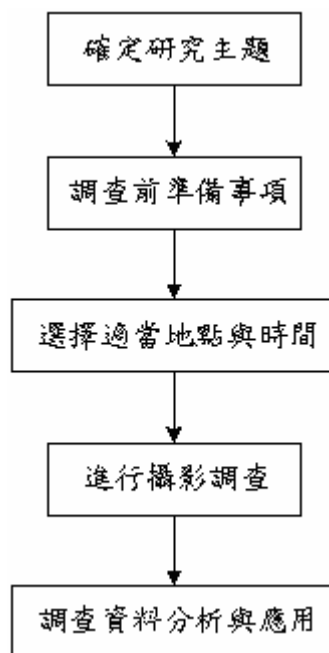 確定研究主題
調查前準備事項
選擇適當地點與時間
進行攝影調查
調查資料分析與應用